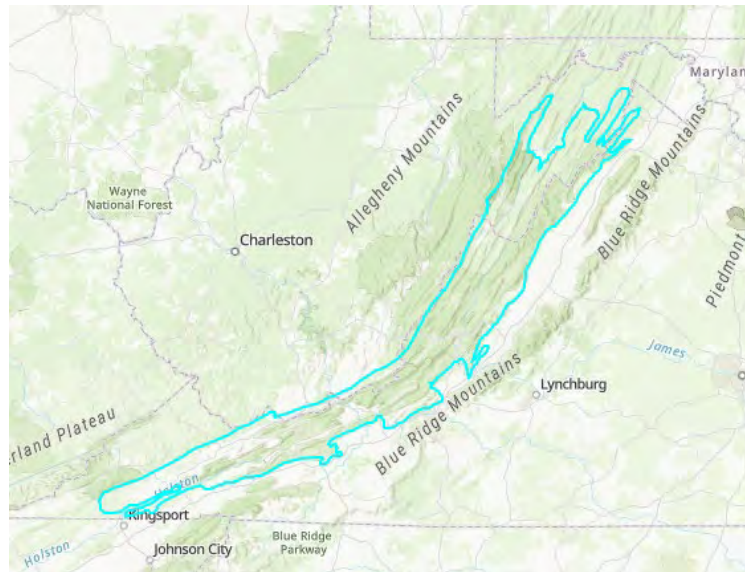 Maryland
Allegheny Mountains
Wayne
National Forest
Blue Ridge Mountains
Charleston
Piedmont
James
Lynchburg
erland Plateau
Blue Ridge Mountains
Holston
Kingsport
Blue Ridge
Parkway
Holston
Johnson City